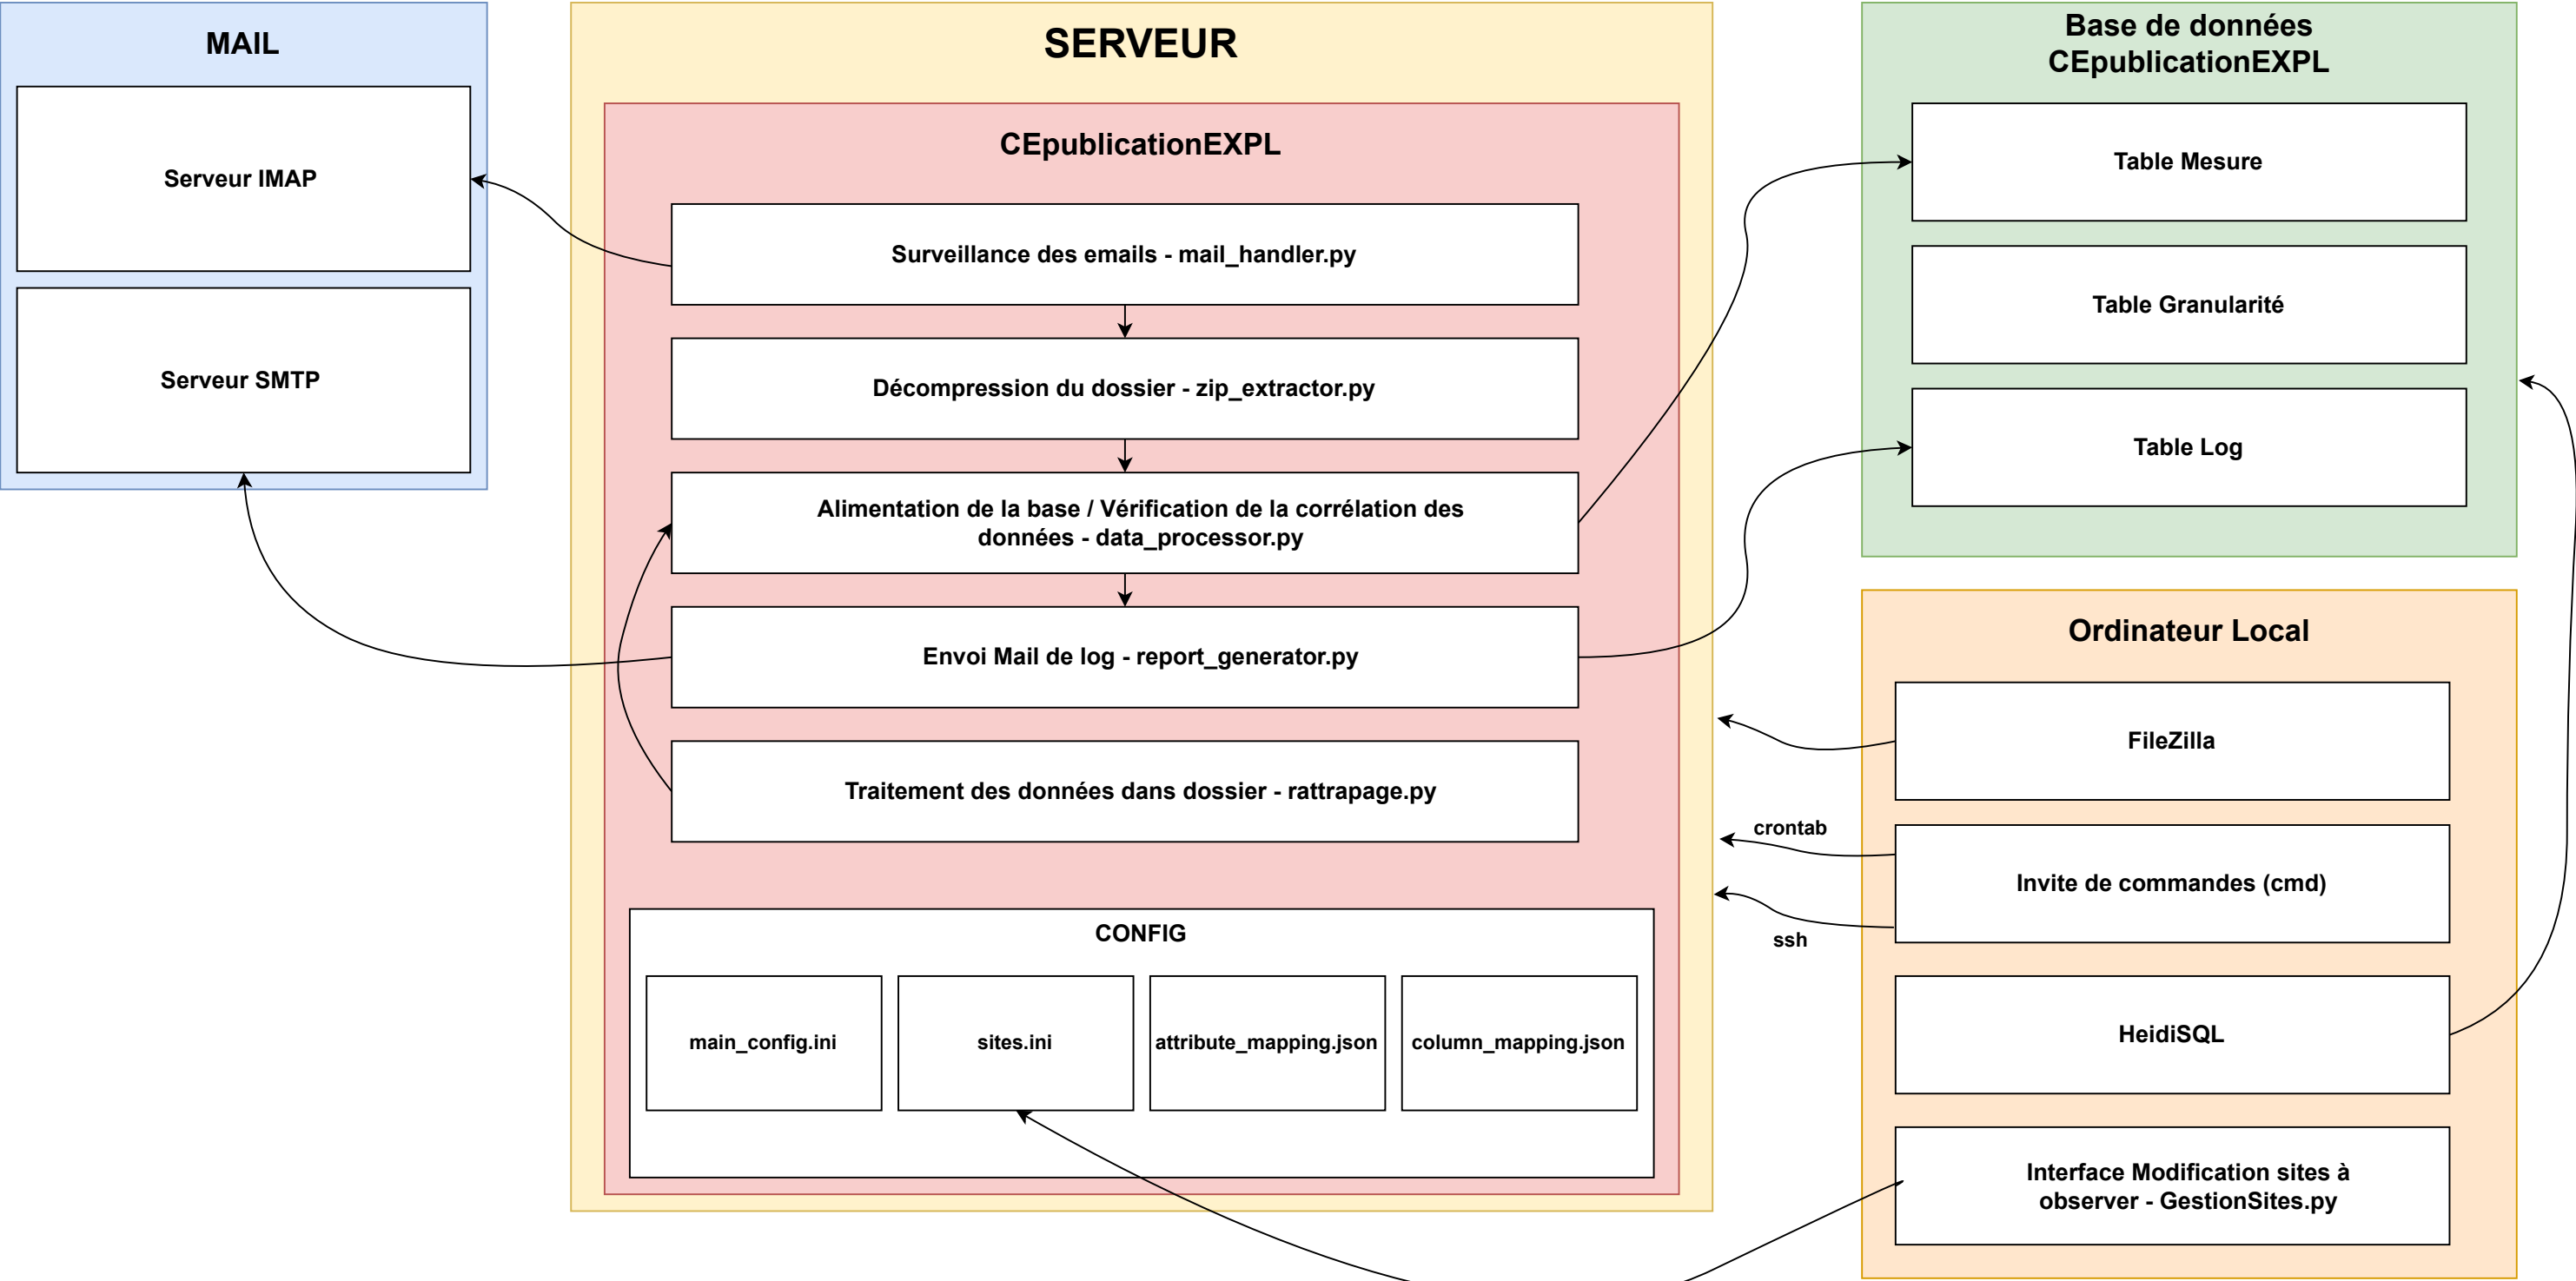 MAIL
Serveur IMAP
Serveur SMTP
SERVEUR
CEpublicationEXPL
Surveillance des emails - mail_handler.py
Décompression du dossier - zip_extractor.py
Alimentation de la base / Vérification de la corrélation des
données - data_processor.py
Envoi Mail de log - report_generator.py
Traitement des données dans dossier - rattrapage.py
CONFIG
main_config.ini
sites.ini
attribute_mapping.json
column_mapping.json
Base de données
CEpublicationEXPL
Table Mesure
Table Granularité
Table Log
Ordinateur Local
FileZilla
crontab
Invite de commandes (cmd)
ssh
HeidiSQL
Interface Modification sites à
observer - GestionSites.py